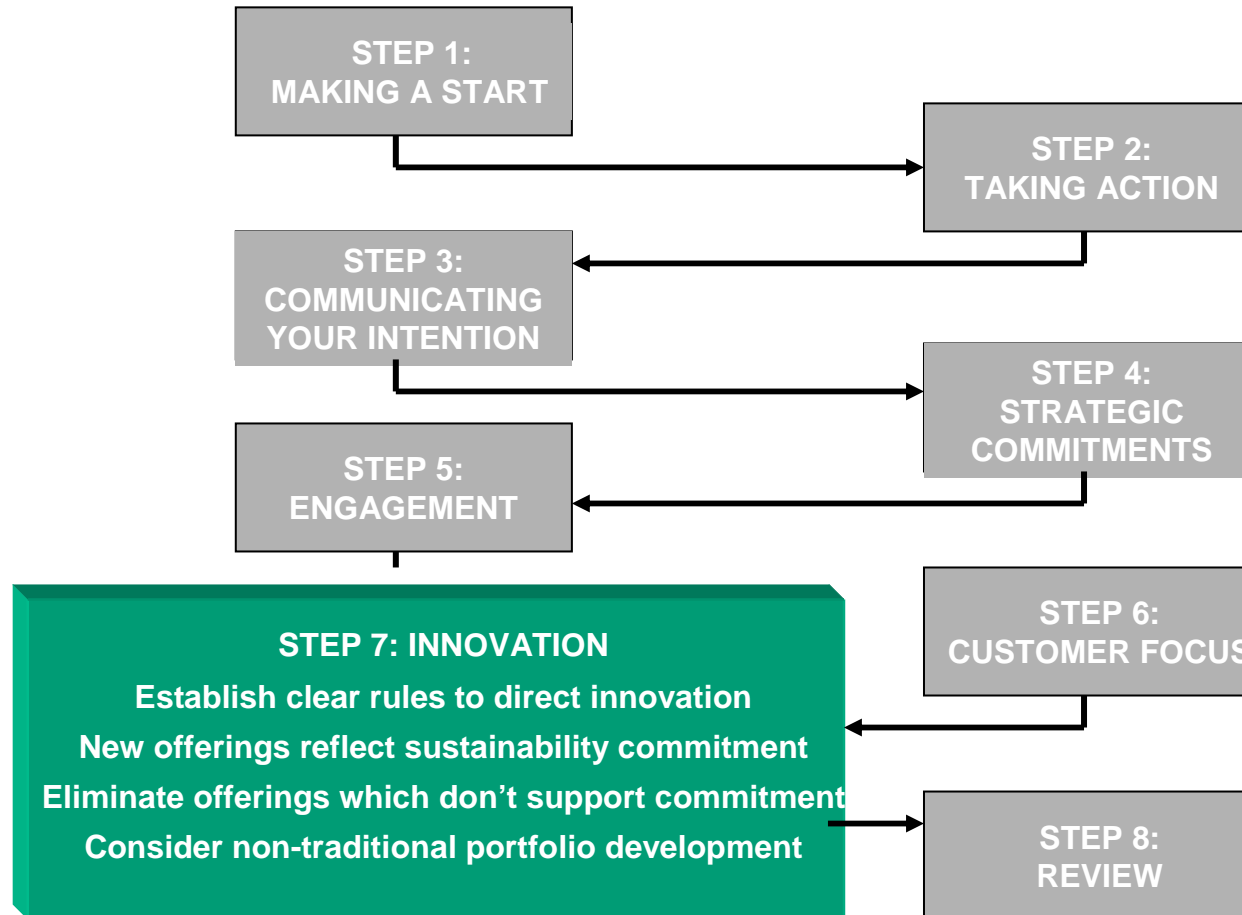 STEP 1:
MAKING A START
STEP 2:
TAKING ACTION
STEP 3:
COMMUNICATING
YOUR INTENTION
STEP 4:
STRATEGIC
COMMITMENTS
STEP 5:
ENGAGEMENT
STEP 6:
CUSTOMER FOCUS
STEP 7: INNOVATION
Establish clear rules to direct innovation
New offerings reflect sustainability commitment
Eliminate offerings which don’t support commitment
Consider non-traditional portfolio development
STEP 8:
REVIEW